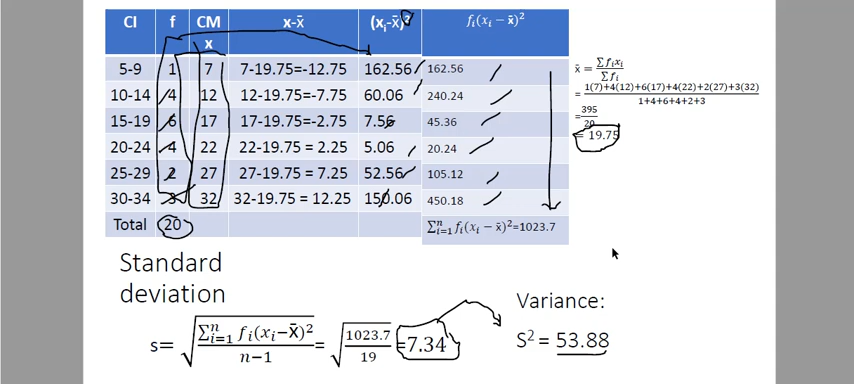 CI f CM x x-x̄ (xᵢ-x̄)² fᵢ(xᵢ − x̄)²
5-9 1 7 7-19.75=-12.75 162.56 162.56
10-14 4 12 12-19.75=-7.75 60.06 240.24
15-19 6 17 17-19.75=-2.75 7.56 45.36
20-24 4 22 22-19.75= 2.25 5.06 20.24
25-29 2 27 27-19.75 = 7.25 52.56 105.12
30-34 3 32 32-19.75 = 12.25 150.06 450.18
Total 20 ∑ⁿᵢ₌₁ fᵢ(xᵢ − x̄)²=1023.7
x̄ = ∑fᵢxᵢ / ∑fᵢ
= 1(7)+4(12)+6(17)+4(22)+2(27)+3(32) / 1+4+6+4+2+3
= 395 / 20
= 19.75
Standard
deviation
s= √(∑ⁿᵢ₌₁ fᵢ(xᵢ−X̄)² / n−1) = √(1023.7 / 19) =7.34
Variance:
S² = 53.88